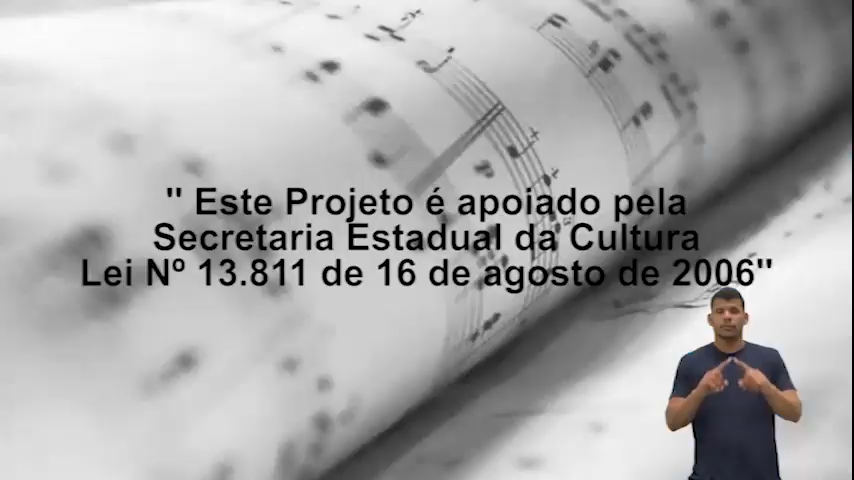 " Este Projeto é apoiado pela
Secretaria Estadual da Cultura
Lei Nº 13.811 de 16 de agosto de 2006"